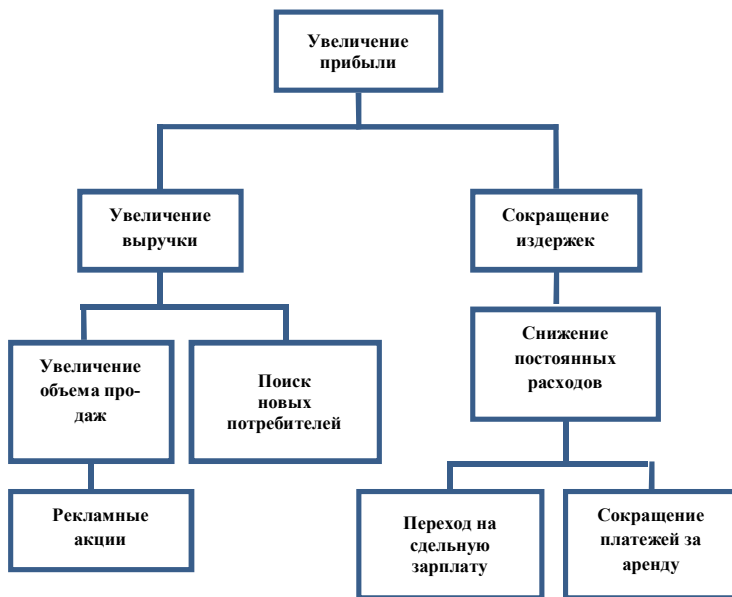 Увеличение
прибыли
Увеличение
выручки
Сокращение
издержек
Увеличение
объема про-
даж
Поиск
новых
потребителей
Снижение
постоянных
расходов
Рекламные
акции
Переход на
сдельную
зарплату
Сокращение
платежей за
аренду